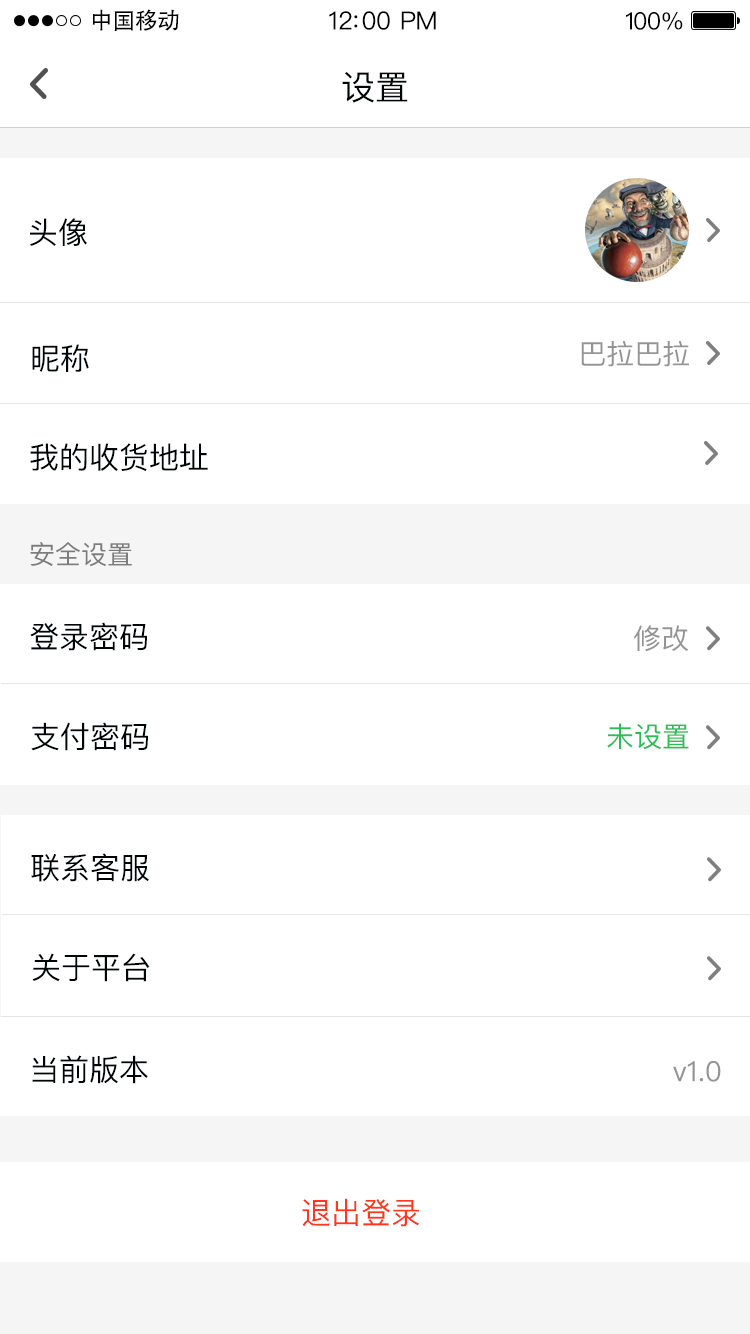 中国移动 12:00 PM 100%
设置
头像
昵称 巴拉巴拉
我的收货地址
安全设置
登录密码 修改
支付密码 未设置
联系客服
关于平台
当前版本 v1.0
退出登录